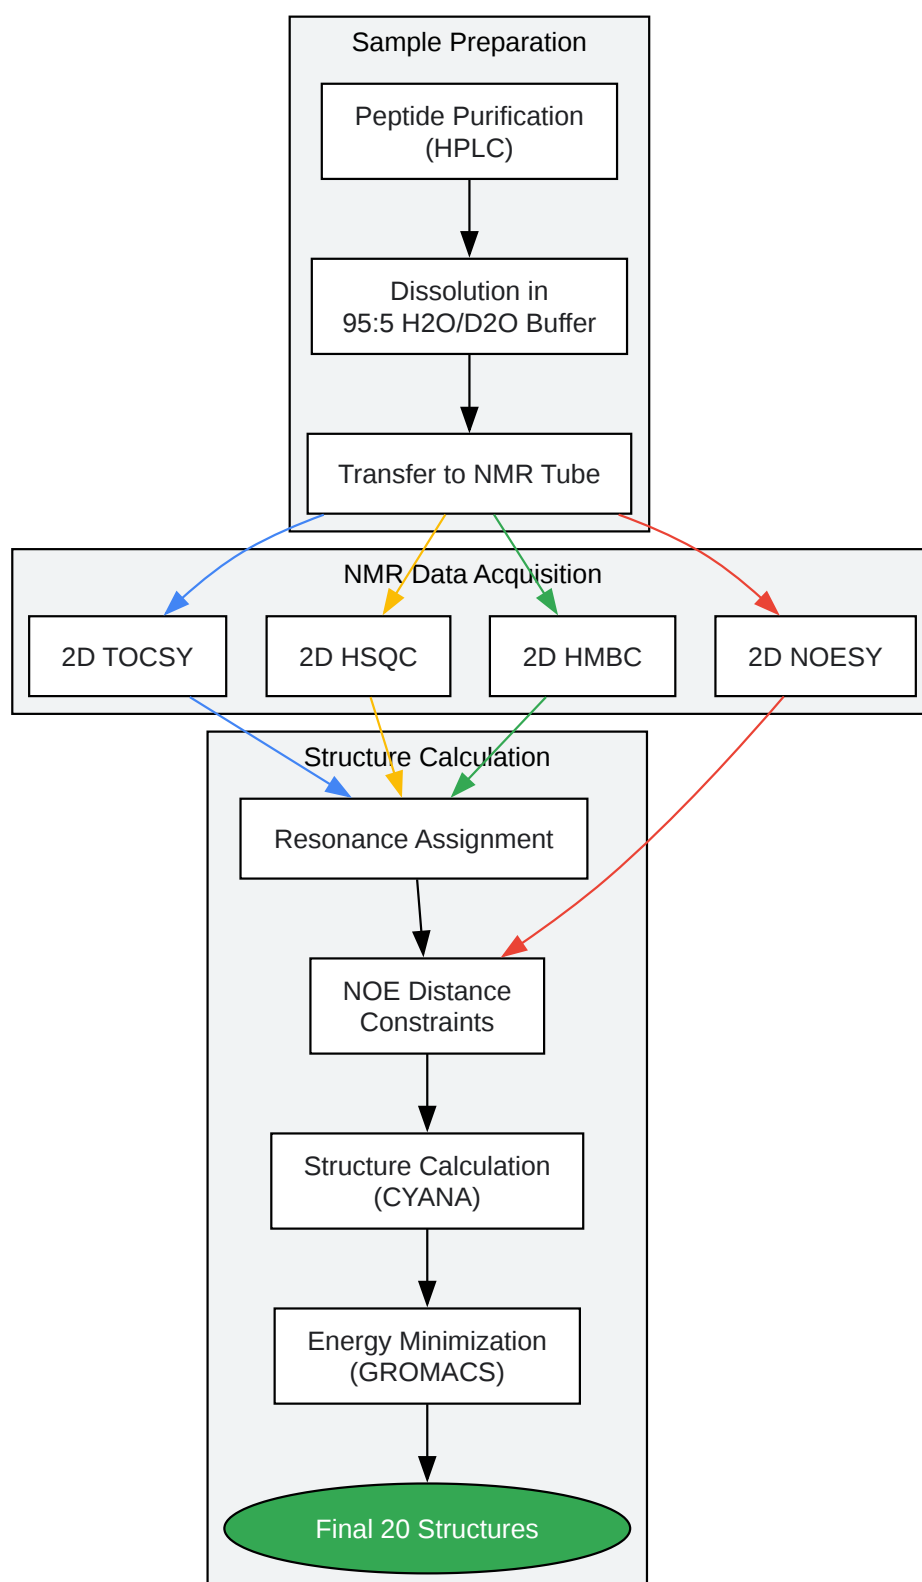 Sample Preparation
Peptide Purification
(HPLC)
Dissolution in
95:5 H2O/D2O Buffer
Transfer to NMR Tube
NMR Data Acquisition
2D TOCSY
2D HSQC
2D HMBC
2D NOESY
Structure Calculation
Resonance Assignment
NOE Distance
Constraints
Structure Calculation
(CYANA)
Energy Minimization
(GROMACS)
Final 20 Structures